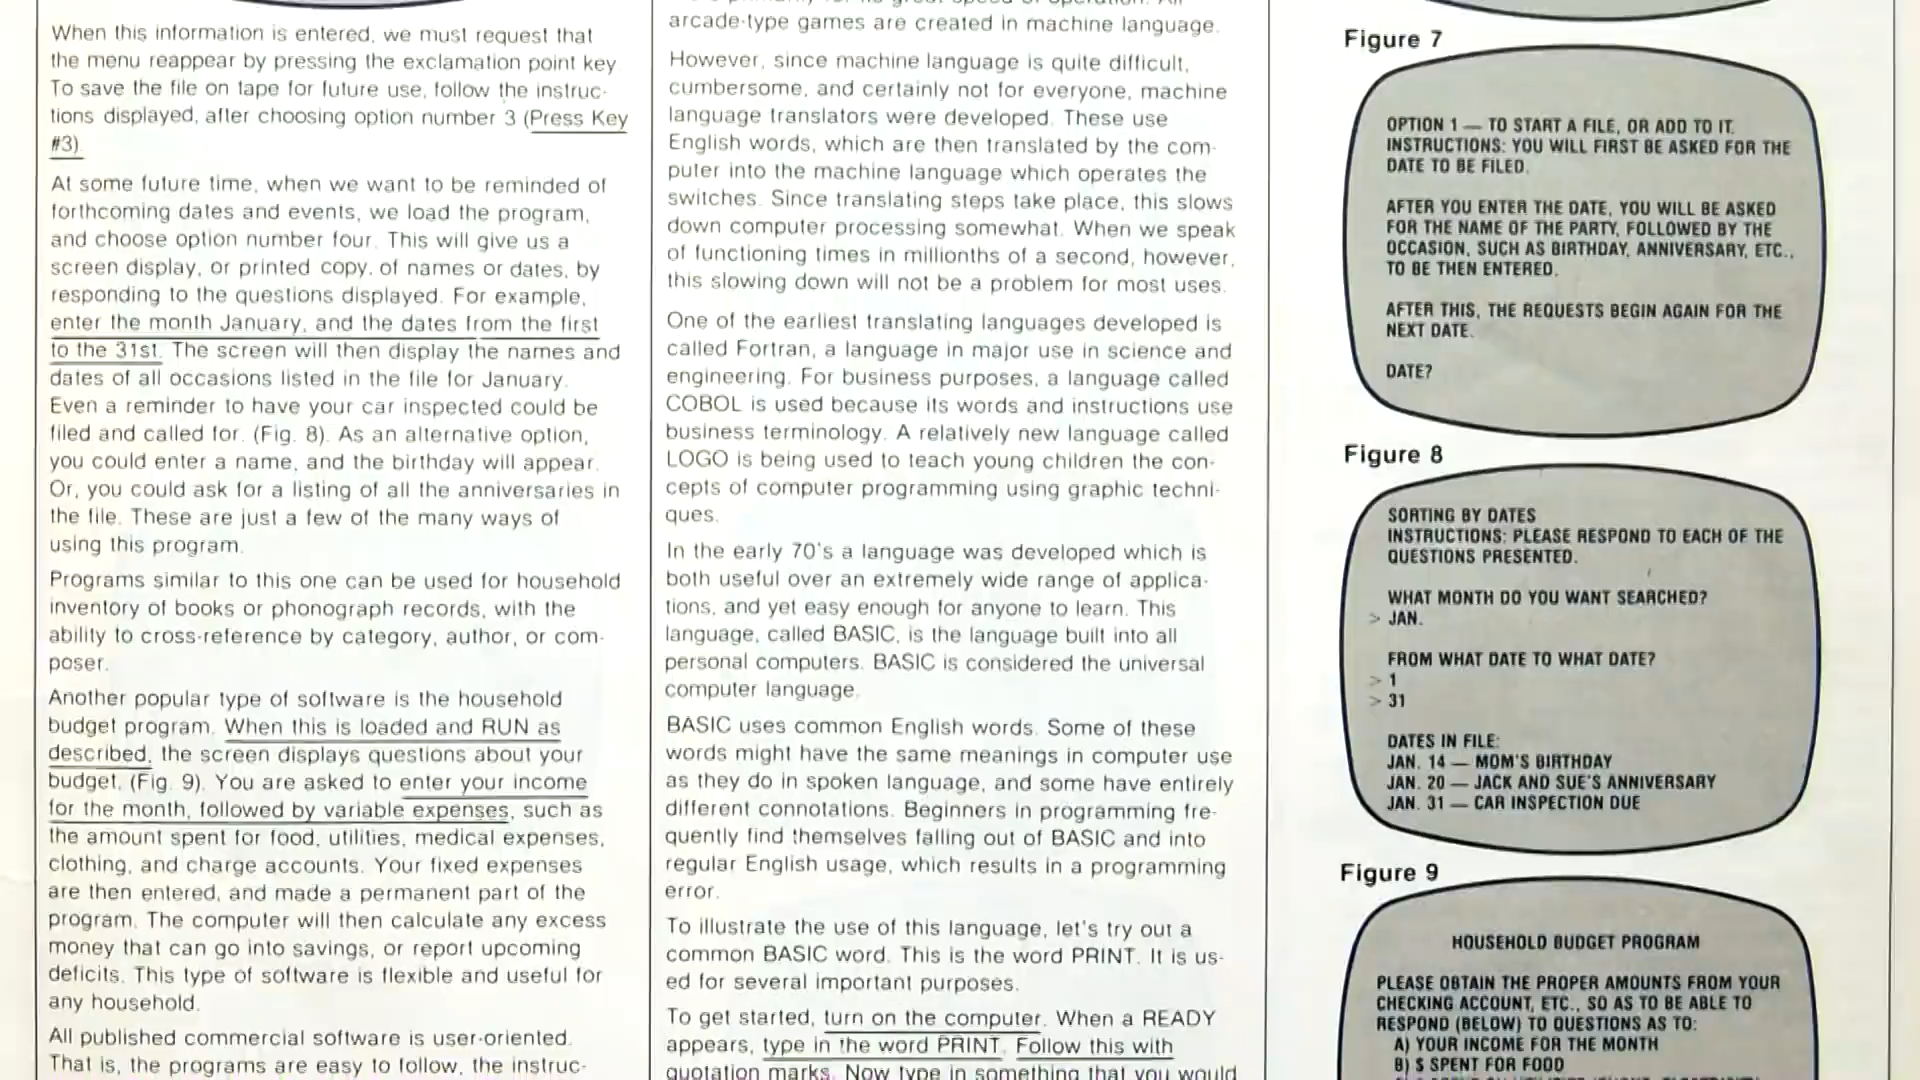 When this information is entered, we must request that
the menu reappear by pressing the exclamation point key.
To save the file on tape for future use, follow the instruc-
tions displayed, after choosing option number 3 (Press Key
#3).
At some future time, when we want to be reminded of
forthcoming dates and events, we load the program,
and choose option number four. This will give us a
screen display, or printed copy, of names or dates, by
responding to the questions displayed. For example,
enter the month January, and the dates from the first
to the 31st. The screen will then display the names and
dates of all occasions listed in the file for January.
Even a reminder to have your car inspected could be
filed and called for. (Fig. 8). As an alternative option,
you could enter a name, and the birthday will appear.
Or, you could ask for a listing of all the anniversaries in
the file. These are just a few of the many ways of
using this program.
Programs similar to this one can be used for household
inventory of books or phonograph records, with the
ability to cross-reference by category, author, or com-
poser.
Another popular type of software is the household
budget program. When this is loaded and RUN as
described, the screen displays questions about your
budget, (Fig. 9). You are asked to enter your income
for the month, followed by variable expenses, such as
the amount spent for food, utilities, medical expenses,
clothing, and charge accounts. Your fixed expenses
are then entered, and made a permanent part of the
program. The computer will then calculate any excess
money that can go into savings, or report upcoming
deficits. This type of software is flexible and useful for
any household.
All published commercial software is user-oriented.
That is, the programs are easy to follow, the instruc-
arcade-type games are created in machine language.
However, since machine language is quite difficult,
cumbersome, and certainly not for everyone, machine
language translators were developed. These use
English words, which are then translated by the com-
puter into the machine language which operates the
switches. Since translating steps take place, this slows
down computer processing somewhat. When we speak
of functioning times in millionths of a second, however,
this slowing down will not be a problem for most uses.
One of the earliest translating languages developed is
called Fortran, a language in major use in science and
engineering. For business purposes, a language called
COBOL is used because its words and instructions use
business terminology. A relatively new language called
LOGO is being used to teach young children the con-
cepts of computer programming using graphic techni-
ques.
In the early 70's a language was developed which is
both useful over an extremely wide range of applica-
tions, and yet easy enough for anyone to learn. This
language, called BASIC, is the language built into all
personal computers. BASIC is considered the universal
computer language.
BASIC uses common English words. Some of these
words might have the same meanings in computer use
as they do in spoken language, and some have entirely
different connotations. Beginners in programming fre-
quently find themselves falling out of BASIC and into
regular English usage, which results in a programming
error.
To illustrate the use of this language, let's try out a
common BASIC word. This is the word PRINT. It is us-
ed for several important purposes.
To get started, turn on the computer. When a READY
appears, type in the word PRINT. Follow this with
quotation marks. Now type in something that you would
Figure 7
OPTION 1 — TO START A FILE, OR ADD TO IT.
INSTRUCTIONS: YOU WILL FIRST BE ASKED FOR THE
DATE TO BE FILED.
AFTER YOU ENTER THE DATE, YOU WILL BE ASKED
FOR THE NAME OF THE PARTY, FOLLOWED BY THE
OCCASION, SUCH AS BIRTHDAY, ANNIVERSARY, ETC.,
TO BE THEN ENTERED.
AFTER THIS, THE REQUESTS BEGIN AGAIN FOR THE
NEXT DATE.
DATE?
Figure 8
SORTING BY DATES
INSTRUCTIONS: PLEASE RESPOND TO EACH OF THE
QUESTIONS PRESENTED.
WHAT MONTH DO YOU WANT SEARCHED?
> JAN.
FROM WHAT DATE TO WHAT DATE?
> 1
> 31
DATES IN FILE:
JAN. 14 — MOM'S BIRTHDAY
JAN. 20 — JACK AND SUE'S ANNIVERSARY
JAN. 31 — CAR INSPECTION DUE
Figure 9
HOUSEHOLD BUDGET PROGRAM
PLEASE OBTAIN THE PROPER AMOUNTS FROM YOUR
CHECKING ACCOUNT, ETC., SO AS TO BE ABLE TO
RESPOND (BELOW) TO QUESTIONS AS TO:
A) YOUR INCOME FOR THE MONTH
B) $ SPENT FOR FOOD